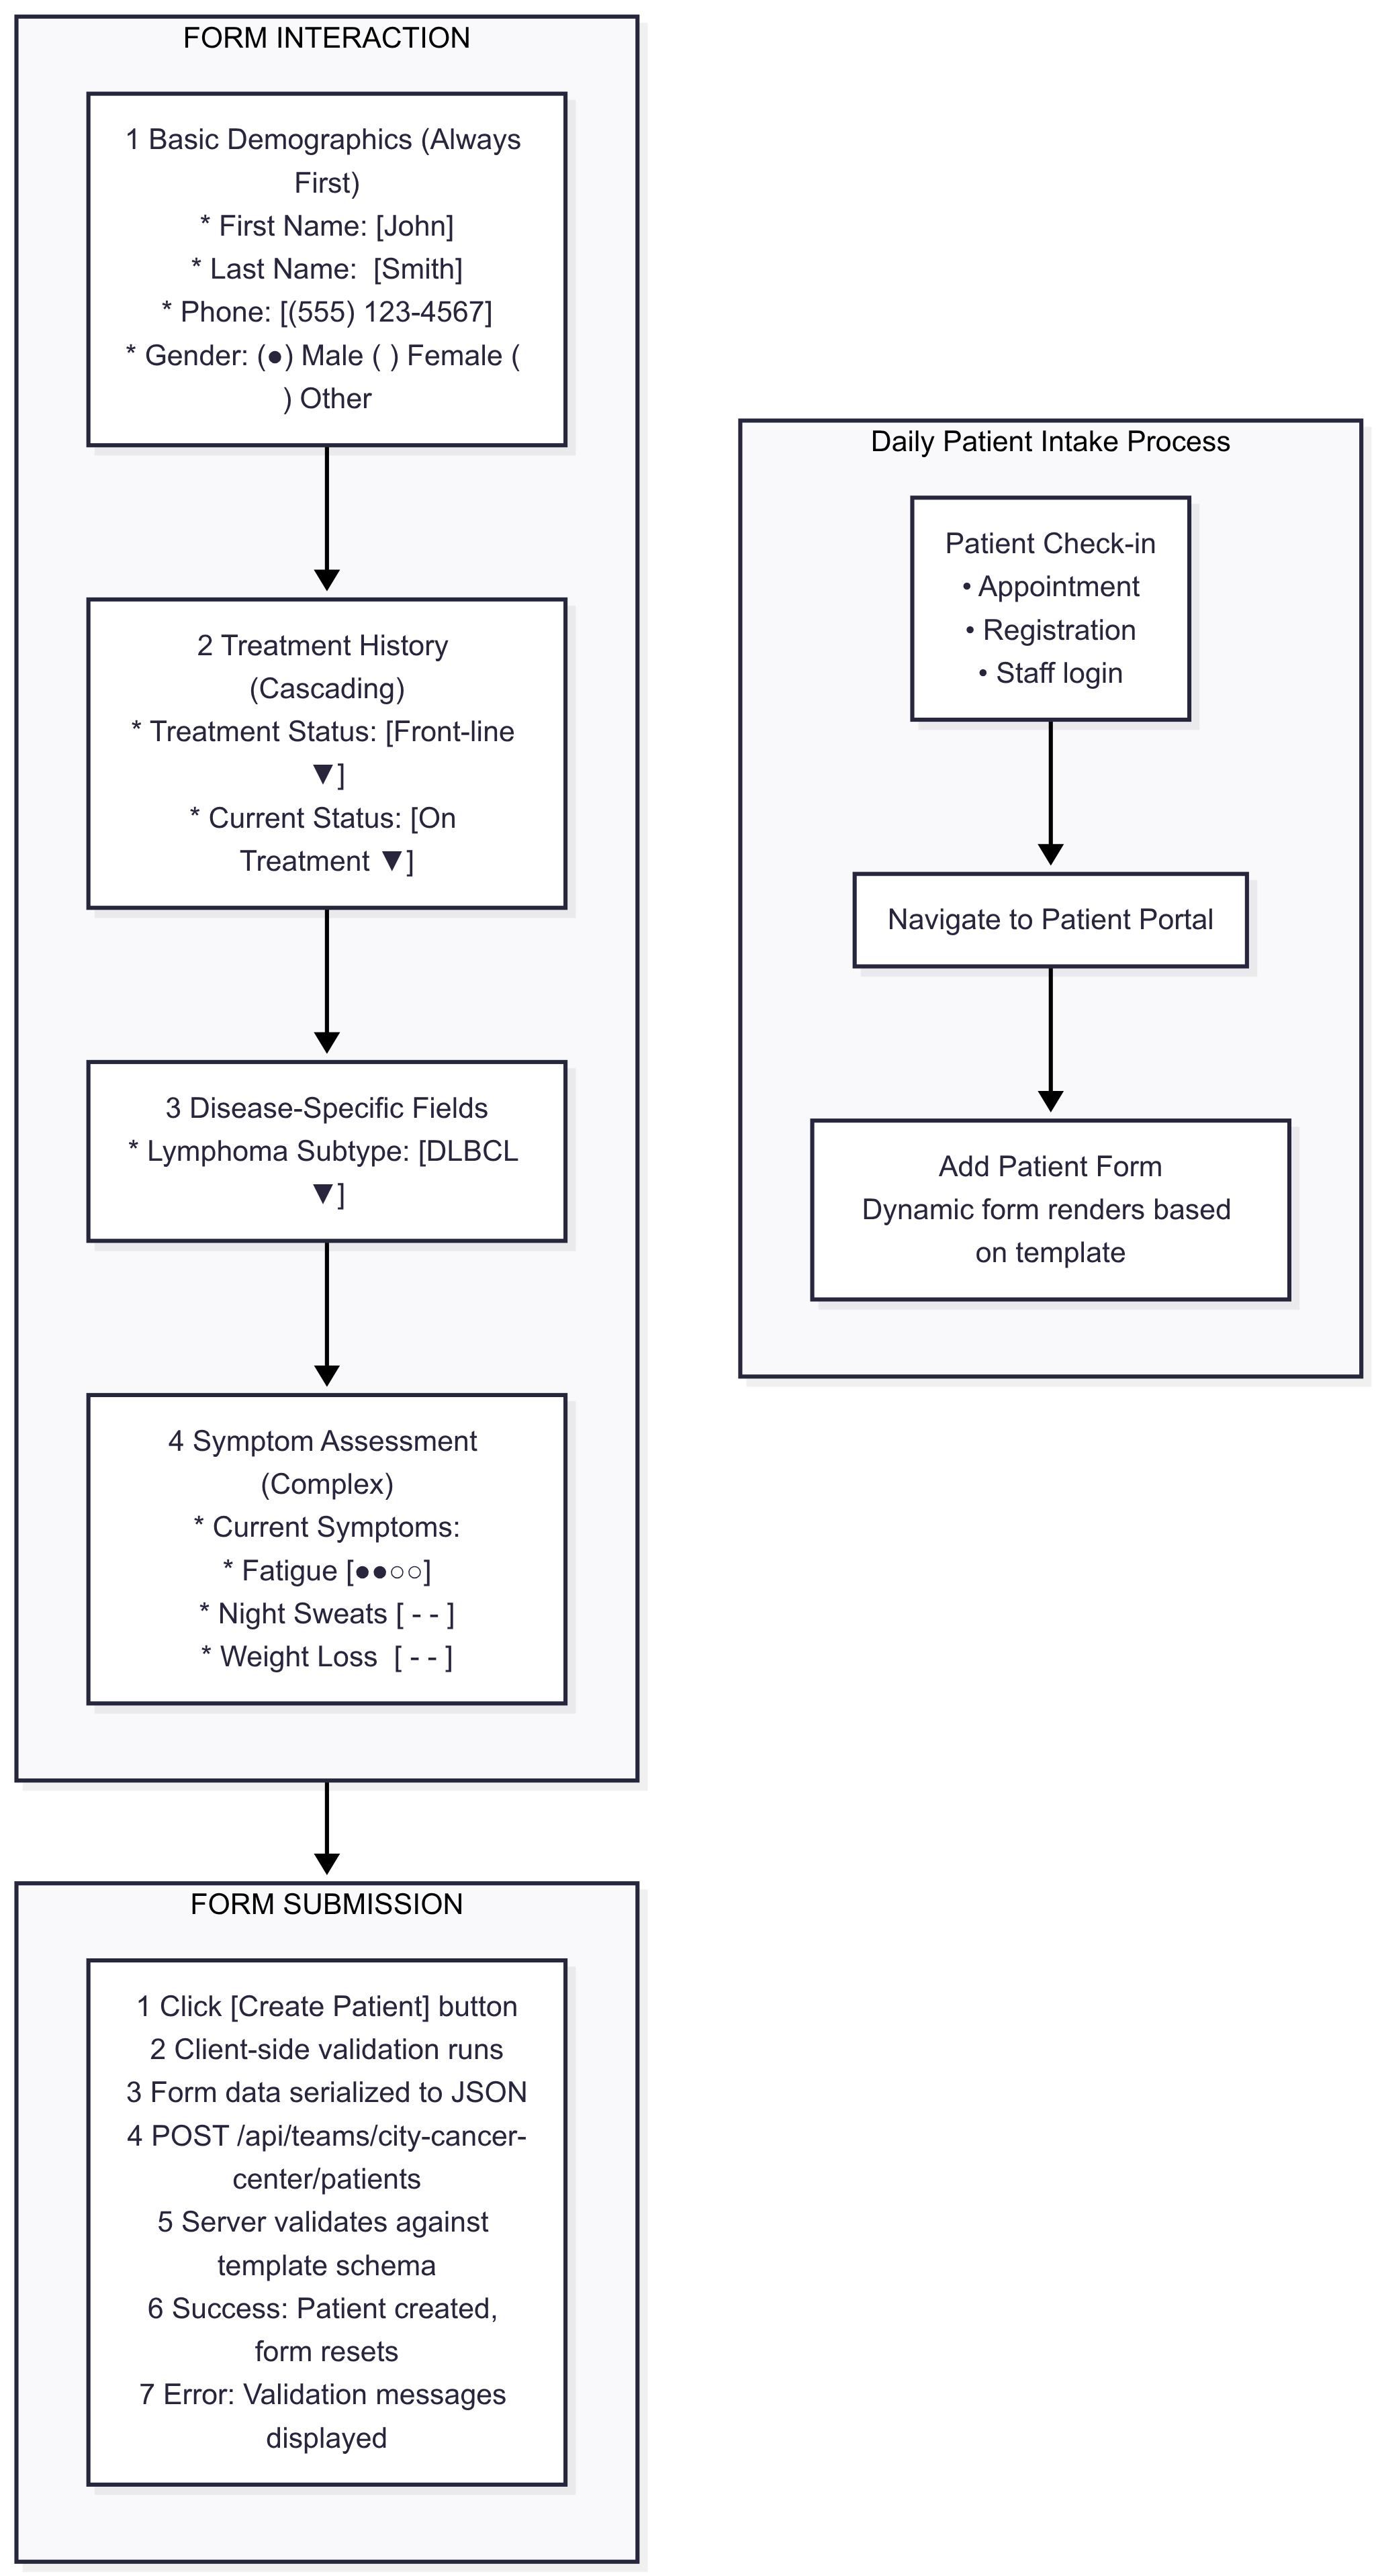 FORM INTERACTION
1 Basic Demographics (Always
First)
* First Name: [John]
* Last Name:  [Smith]
* Phone: [(555) 123-4567]
* Gender: (●) Male ( ) Female (
) Other
2 Treatment History
(Cascading)
* Treatment Status: [Front-line
▼]
* Current Status: [On
Treatment ▼]
3 Disease-Specific Fields
* Lymphoma Subtype: [DLBCL
▼]
4 Symptom Assessment
(Complex)
* Current Symptoms:
* Fatigue [●●○○]
* Night Sweats [ - - ]
* Weight Loss  [ - - ]
FORM SUBMISSION
1 Click [Create Patient] button
2 Client-side validation runs
3 Form data serialized to JSON
4 POST /api/teams/city-cancer-
center/patients
5 Server validates against
template schema
6 Success: Patient created,
form resets
7 Error: Validation messages
displayed
Daily Patient Intake Process
Patient Check-in
• Appointment
• Registration
• Staff login
Navigate to Patient Portal
Add Patient Form
Dynamic form renders based
on template